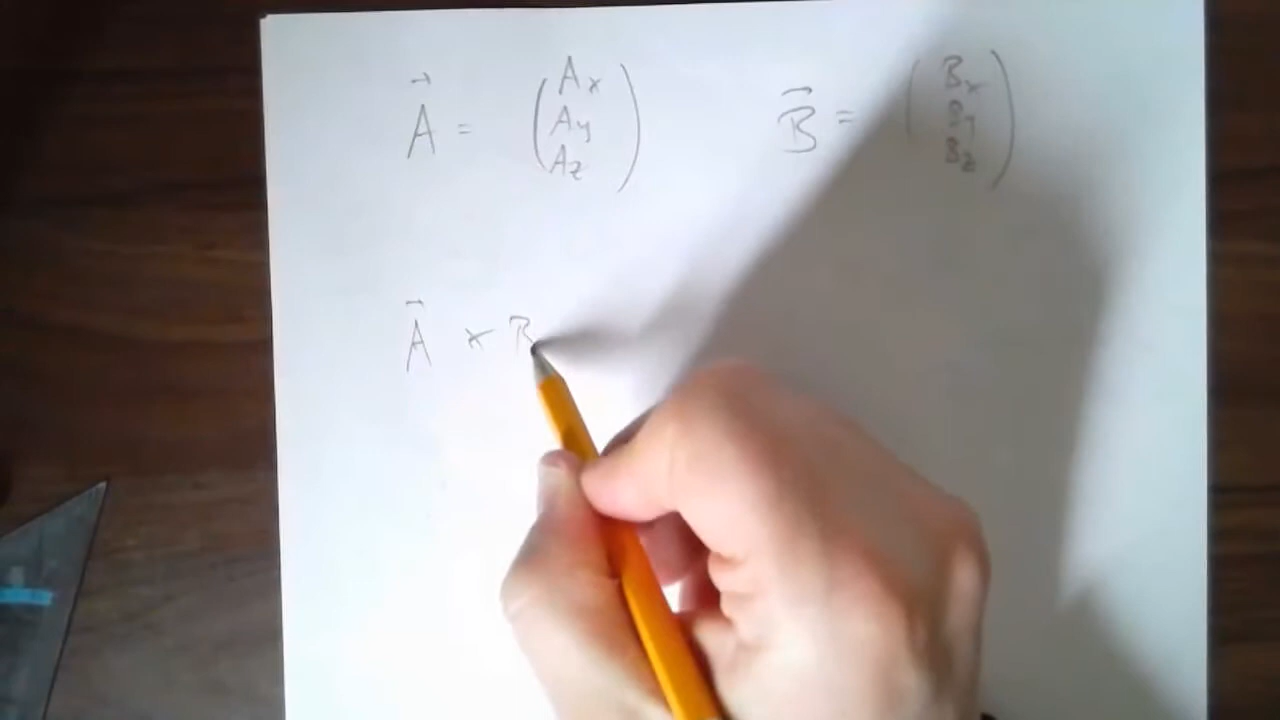 A⃗ = (Ax Ay Az) B⃗ = (Bx By Bz)
A⃗ × B